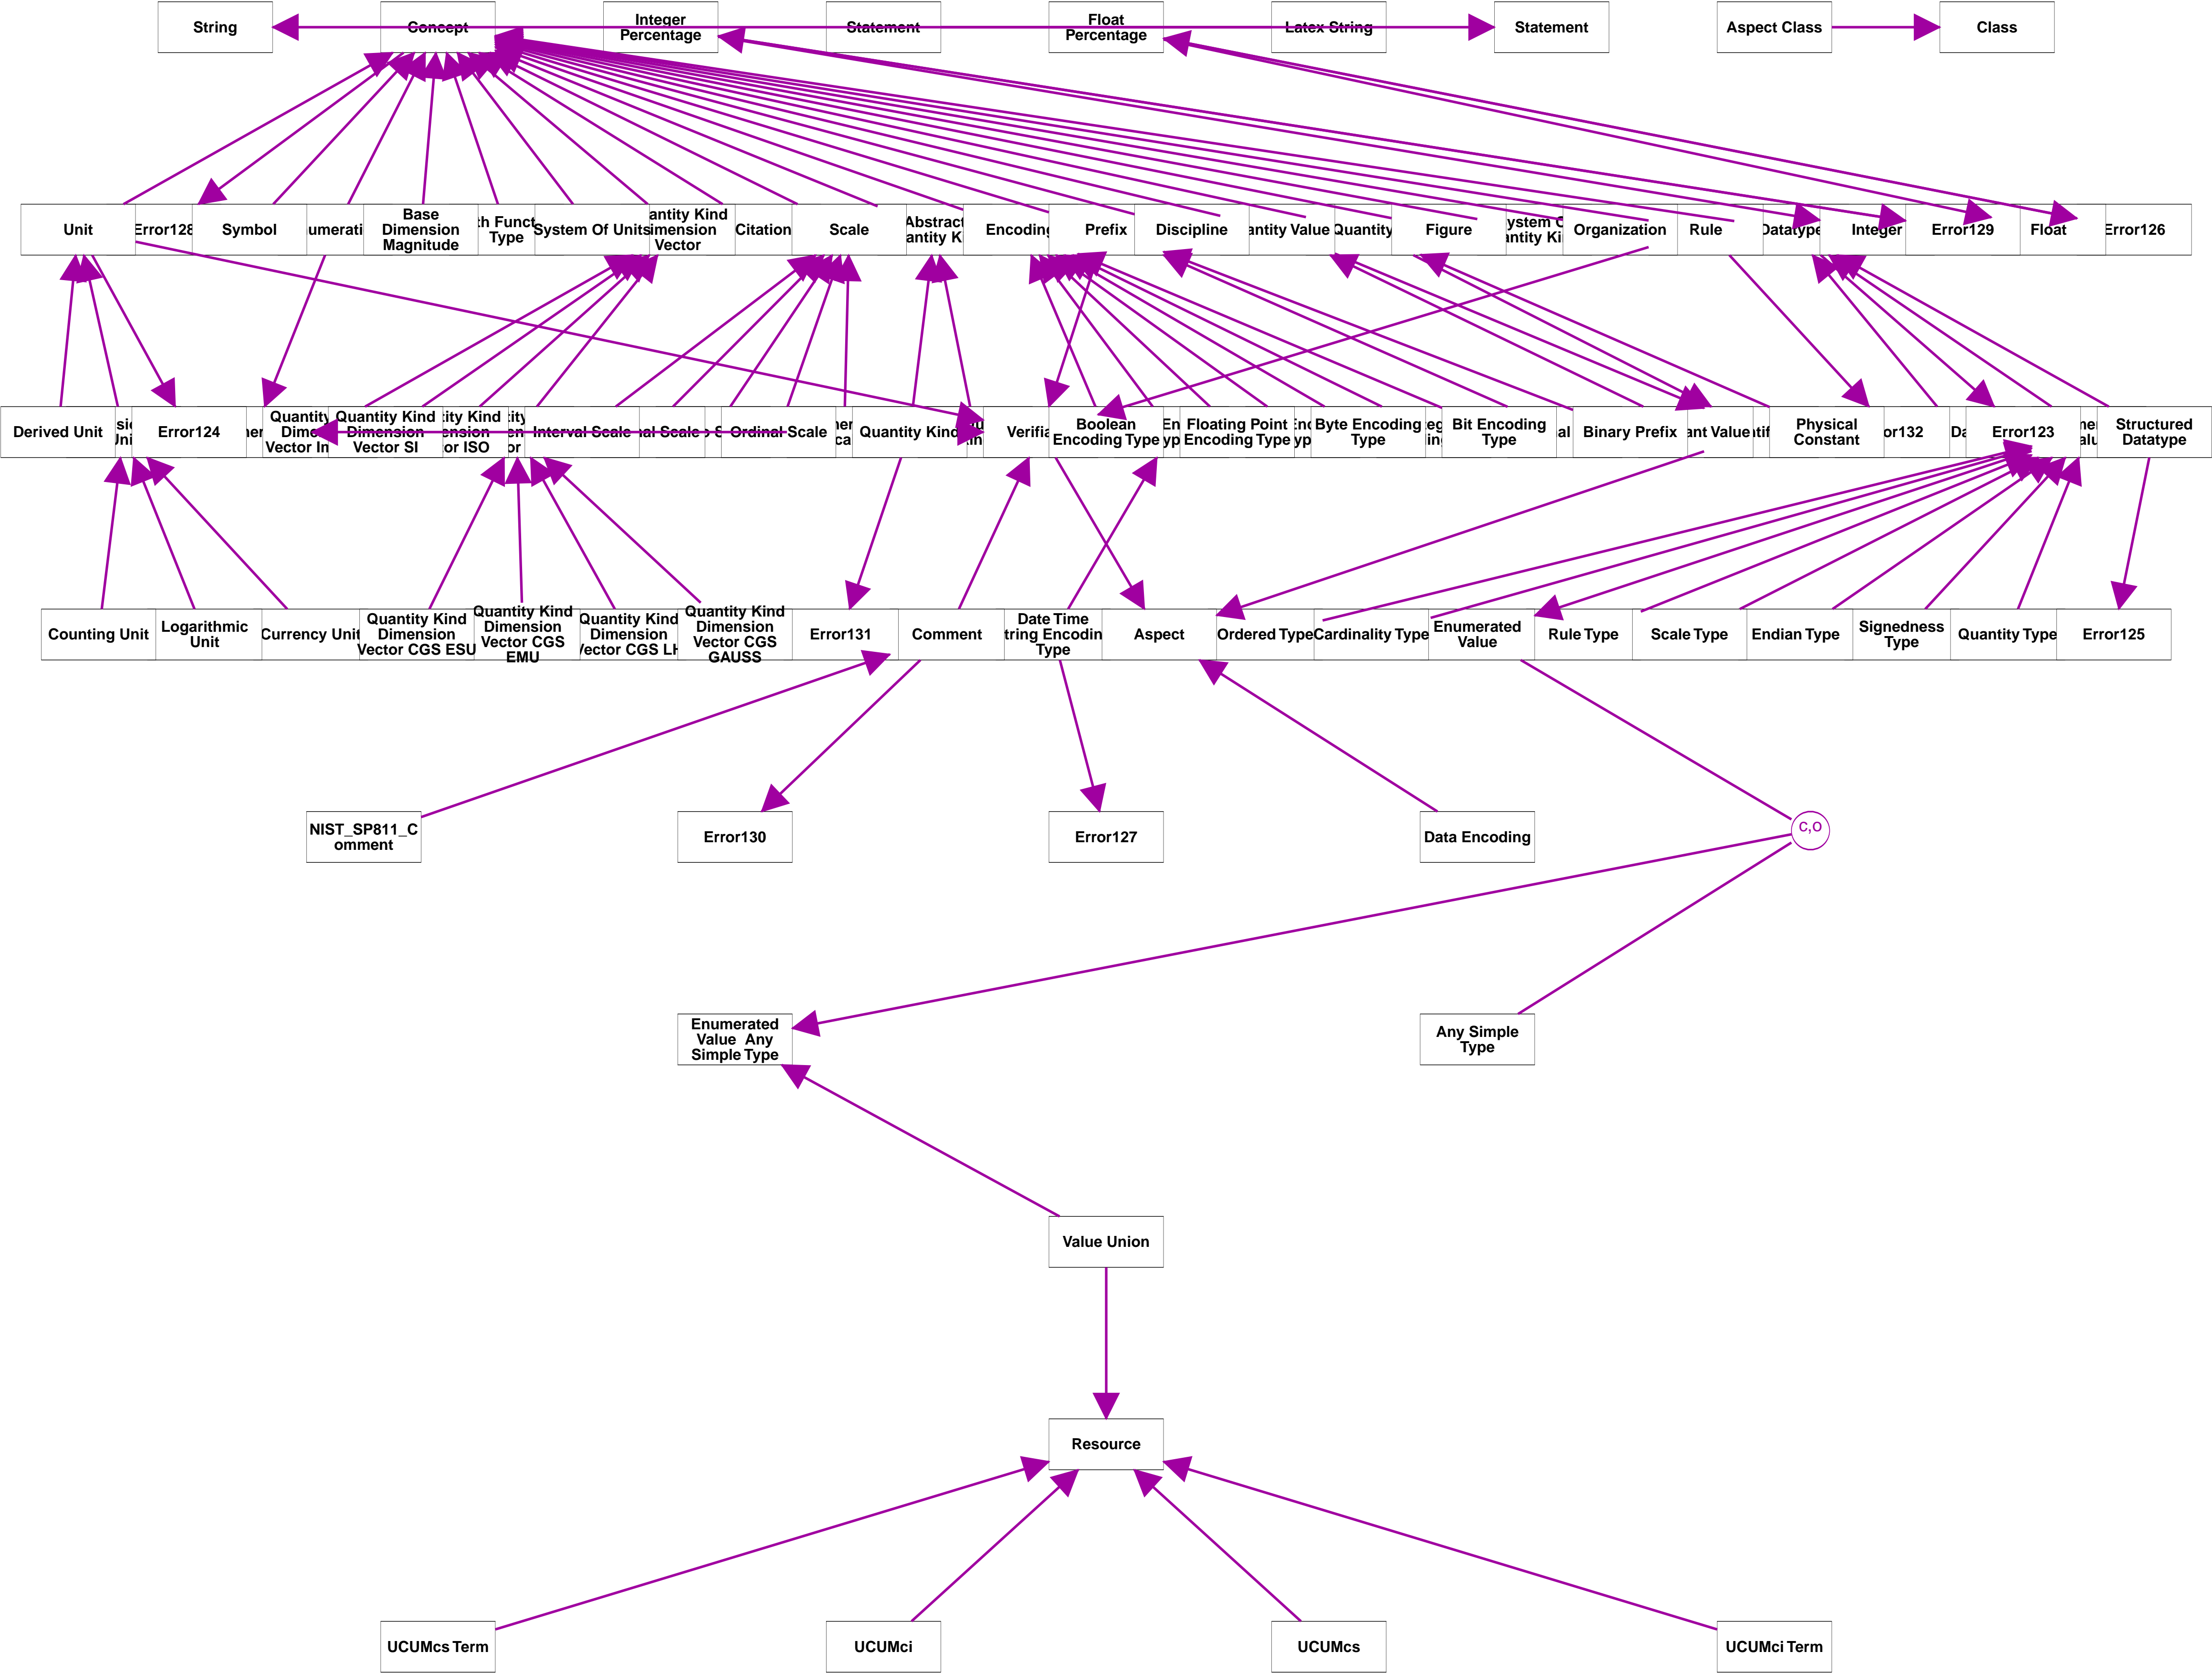 String
Concept
Integer
Percentage
Statement
Float
Percentage
Latex String
Statement
Aspect Class
Class
Unit
Error128
Symbol
Base
Dimension
Magnitude
Type
System Of Units
Vector
Citation
Scale
Abstract
Encoding
Prefix
Discipline
Value
Quantity
Figure
Organization
Rule
Datatype
Integer
Error129
Float
Error126
Derived Unit
Error124
Quantity Kind
Dimension
Vector SI
Interval Scale
Ordinal Scale
Quantity Kind
Boolean
Encoding Type
Floating Point
Encoding Type
Byte Encoding
Type
Bit Encoding
Type
Binary Prefix
Physical
Constant
Error123
Structured
Datatype
Counting Unit
Logarithmic
Unit
Currency Unit
Quantity Kind
Dimension
Vector CGS ESU
Quantity Kind
Dimension
Vector CGS
EMU
Quantity Kind
Dimension
CGS
Quantity Kind
Dimension
Vector CGS
GAUSS
Error131
Comment
Date Time
Type
Aspect
Ordered Type
Cardinality Type
Enumerated
Value
Rule Type
Scale Type
Endian Type
Signedness
Type
Quantity Type
Error125
NIST_SP811_C
omment
Error130
Error127
Data Encoding
C,O
Enumerated
Value Any
Simple Type
Any Simple
Type
Value Union
Resource
UCUMcs Term
UCUMci
UCUMcs
UCUMci Term